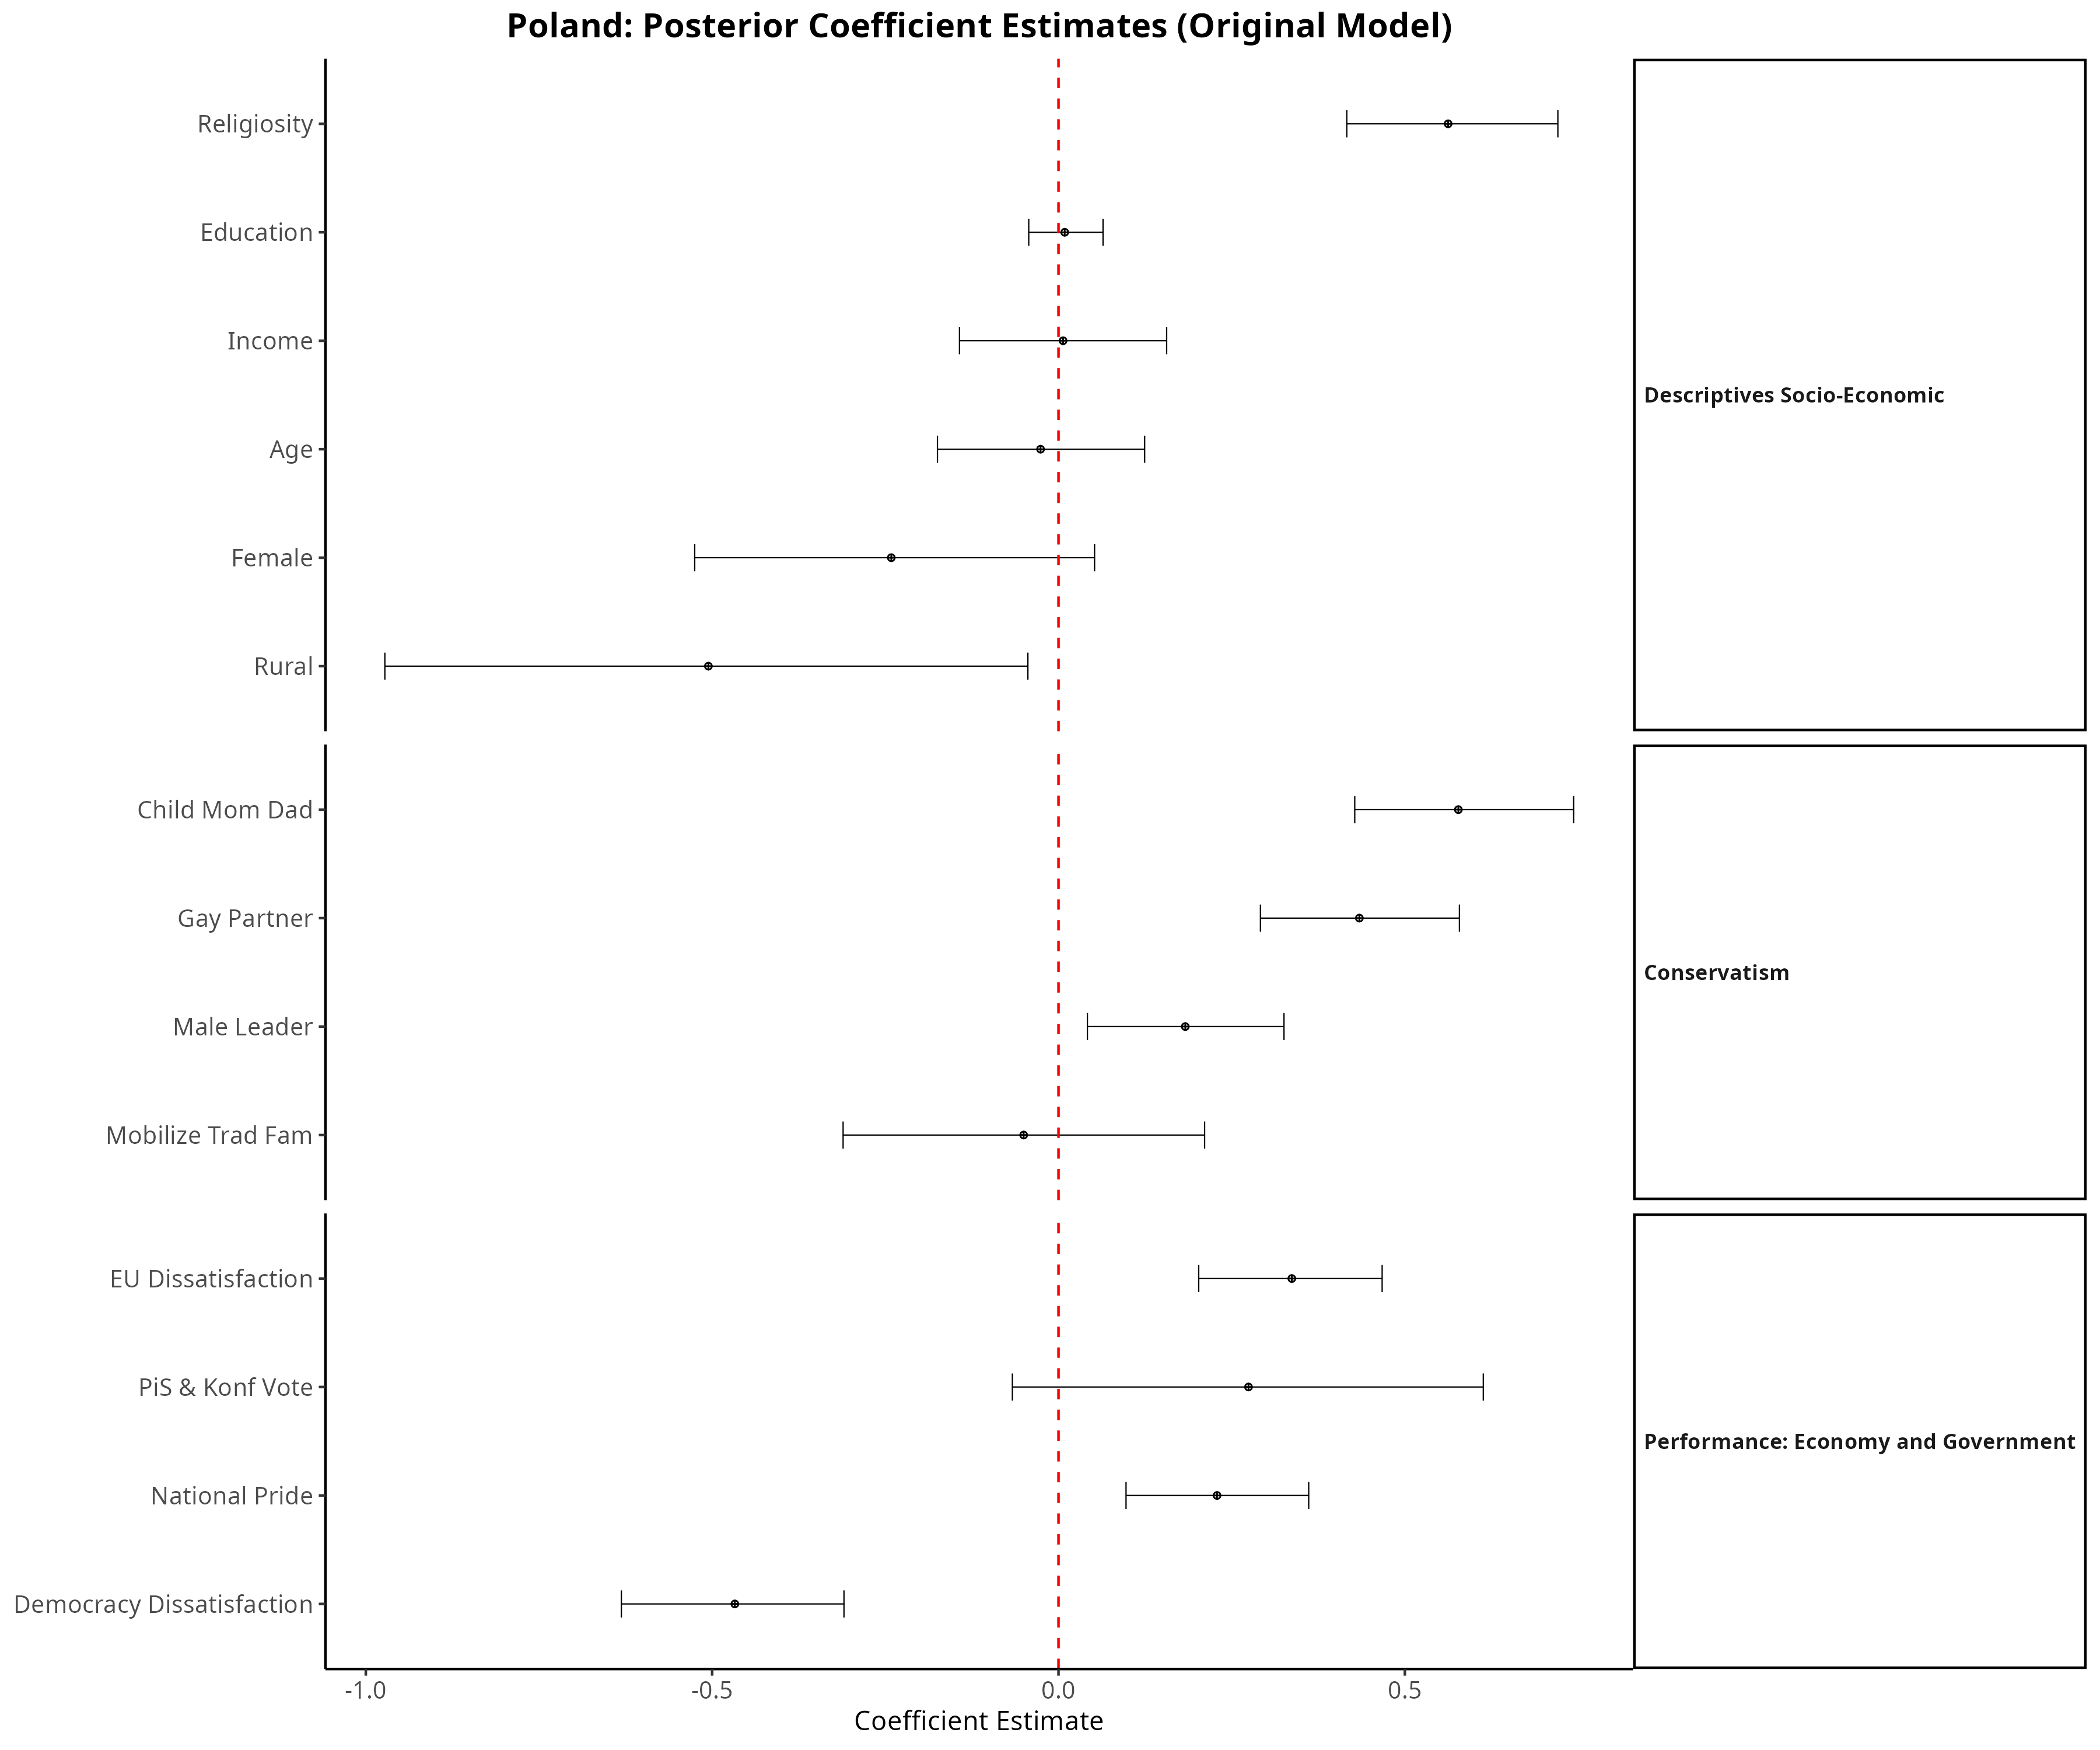 Poland: Posterior Coefficient Estimates (Original Model)
Religiosity
Education
Income
Age
Female
Rural
Descriptives Socio-Economic
Child Mom Dad
Gay Partner
Male Leader
Mobilize Trad Fam
Conservatism
EU Dissatisfaction
PiS & Konf Vote
National Pride
Democracy Dissatisfaction
Performance: Economy and Government
-1.0 -0.5 0.0 0.5
Coefficient Estimate